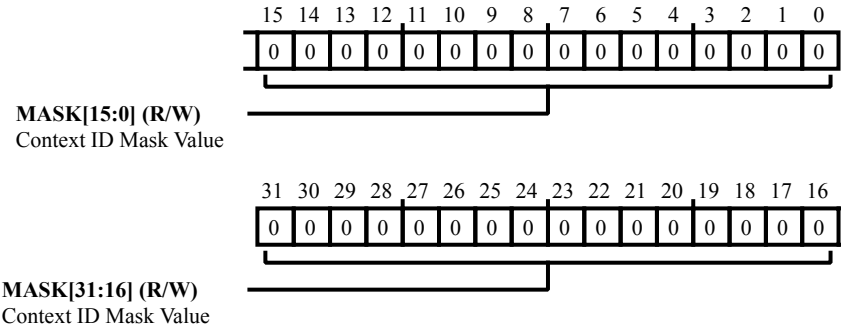 15 14 13 12 11 10 9 8 7 6 5 4 3 2 1 0
0 0 0 0 0 0 0 0 0 0 0 0 0 0 0 0
MASK[15:0] (R/W)
Context ID Mask Value
31 30 29 28 27 26 25 24 23 22 21 20 19 18 17 16
0 0 0 0 0 0 0 0 0 0 0 0 0 0 0 0
MASK[31:16] (R/W)
Context ID Mask Value